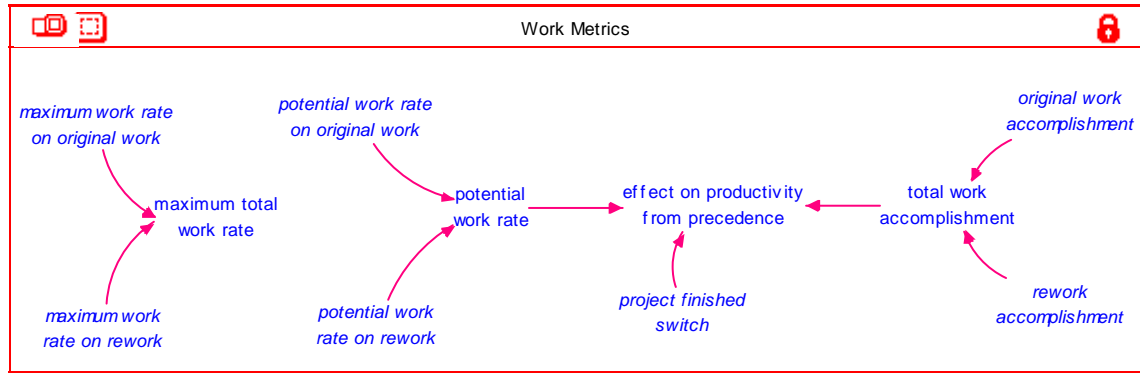 Work Metrics
maximum work rate
on original work
potential work rate
on original work
original work
accomplishment
maximum total
work rate
potential
work rate
effect on productivity
from precedence
total work
accomplishment
maximum work
rate on rework
potential work
rate on rework
project finished
switch
rework
accomplishment